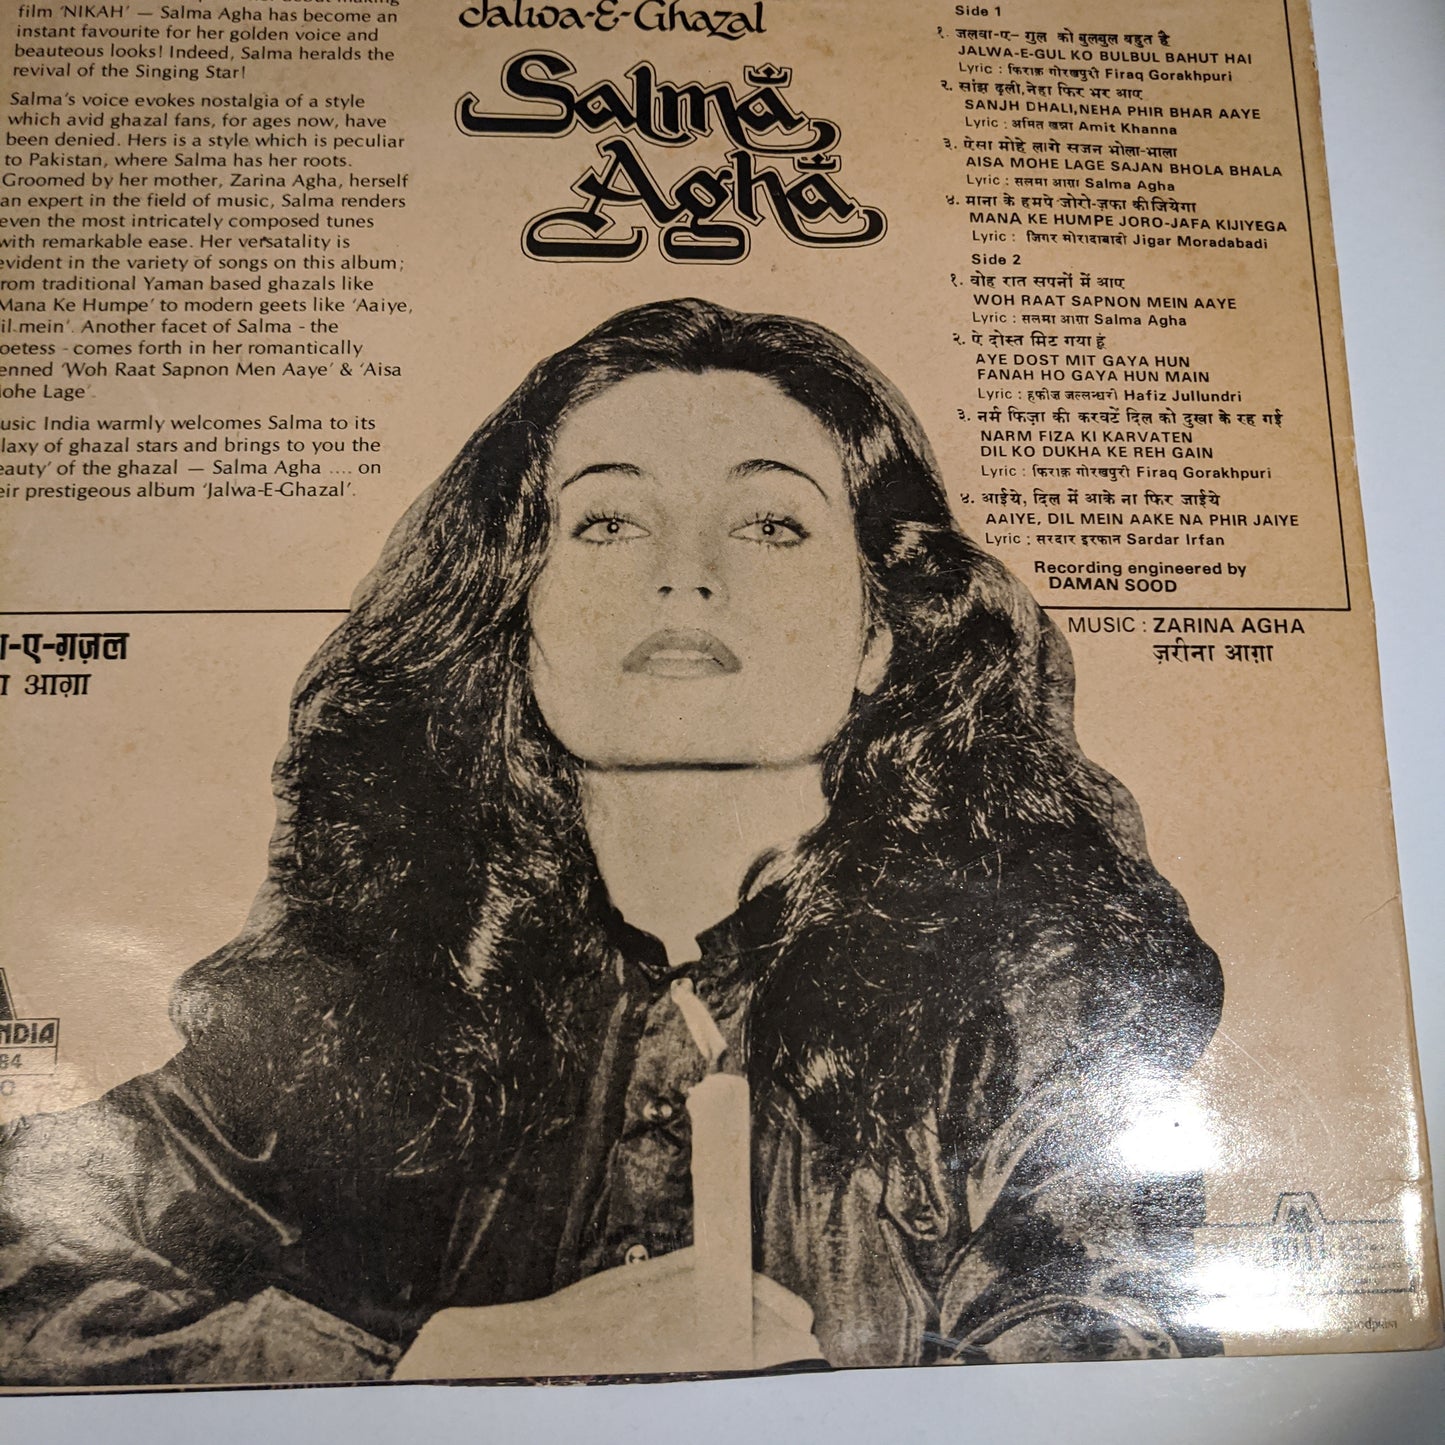 film 'NIKAH' — Salma Agha has become an
instant favourite for her golden voice and
beauteous looks! Indeed, Salma heralds the
revival of the Singing Star!
Salma's voice evokes nostalgia of a style
which avid ghazal fans, for ages now, have
been denied. Hers is a style which is peculiar
to Pakistan, where Salma has her roots.
Groomed by her mother, Zarina Agha, herself
an expert in the field of music, Salma renders
even the most intricately composed tunes
with remarkable ease. Her versatality is
evident in the variety of songs on this album;
rom traditional Yaman based ghazals like
Mana Ke Humpe' to modern geets like 'Aaiye,
il mein'. Another facet of Salma - the
oetess - comes forth in her romantically
enned 'Woh Raat Sapnon Men Aaye' & 'Aisa
ohe Lage'.
usic India warmly welcomes Salma to its
laxy of ghazal stars and brings to you the
eauty' of the ghazal — Salma Agha .... on
eir prestigeous album 'Jalwa-E-Ghazal'.
ा-ए-ग़ज़ल
ा आग़ा
NDIA
84
Jalwa-E-Ghazal
Salma
Agha
Side 1
१. जलवा-ए- गुल को बुलबुल बहुत है
JALWA-E-GUL KO BULBUL BAHUT HAI
Lyric : फिराक़ गोरखपुरी Firaq Gorakhpuri
२. सांझ ढली,नेहा फिर भर आए
SANJH DHALI,NEHA PHIR BHAR AAYE
Lyric : अमित खन्ना Amit Khanna
३. ऐसा मोहे लागे सजन भोला-भाला
AISA MOHE LAGE SAJAN BHOLA BHALA
Lyric : सलमा आग़ा Salma Agha
४. माना के हमपे जोरो-ज़फा कीजियेगा
MANA KE HUMPE JORO-JAFA KIJIYEGA
Lyric : जिगर मोरादाबादी Jigar Moradabadi
Side 2
१. वोह रात सपनों में आए
WOH RAAT SAPNON MEIN AAYE
Lyric : सलमा आग़ा Salma Agha
२. ऐ दोस्त मिट गया हूं
AYE DOST MIT GAYA HUN
FANAH HO GAYA HUN MAIN
Lyric : हफीज जल्लन्धरी Hafiz Jullundri
३. नर्म फिज़ा की करवटें दिल को दुखा के रह गई
NARM FIZA KI KARVATEN
DIL KO DUKHA KE REH GAIN
Lyric : फिराक़ गोरखपुरी Firaq Gorakhpuri
४. आईये, दिल में आके ना फिर जाईये
AAIYE, DIL MEIN AAKE NA PHIR JAIYE
Lyric : सरदार इरफान Sardar Irfan
Recording engineered by
DAMAN SOOD
MUSIC : ZARINA AGHA
ज़रीना आग़ा